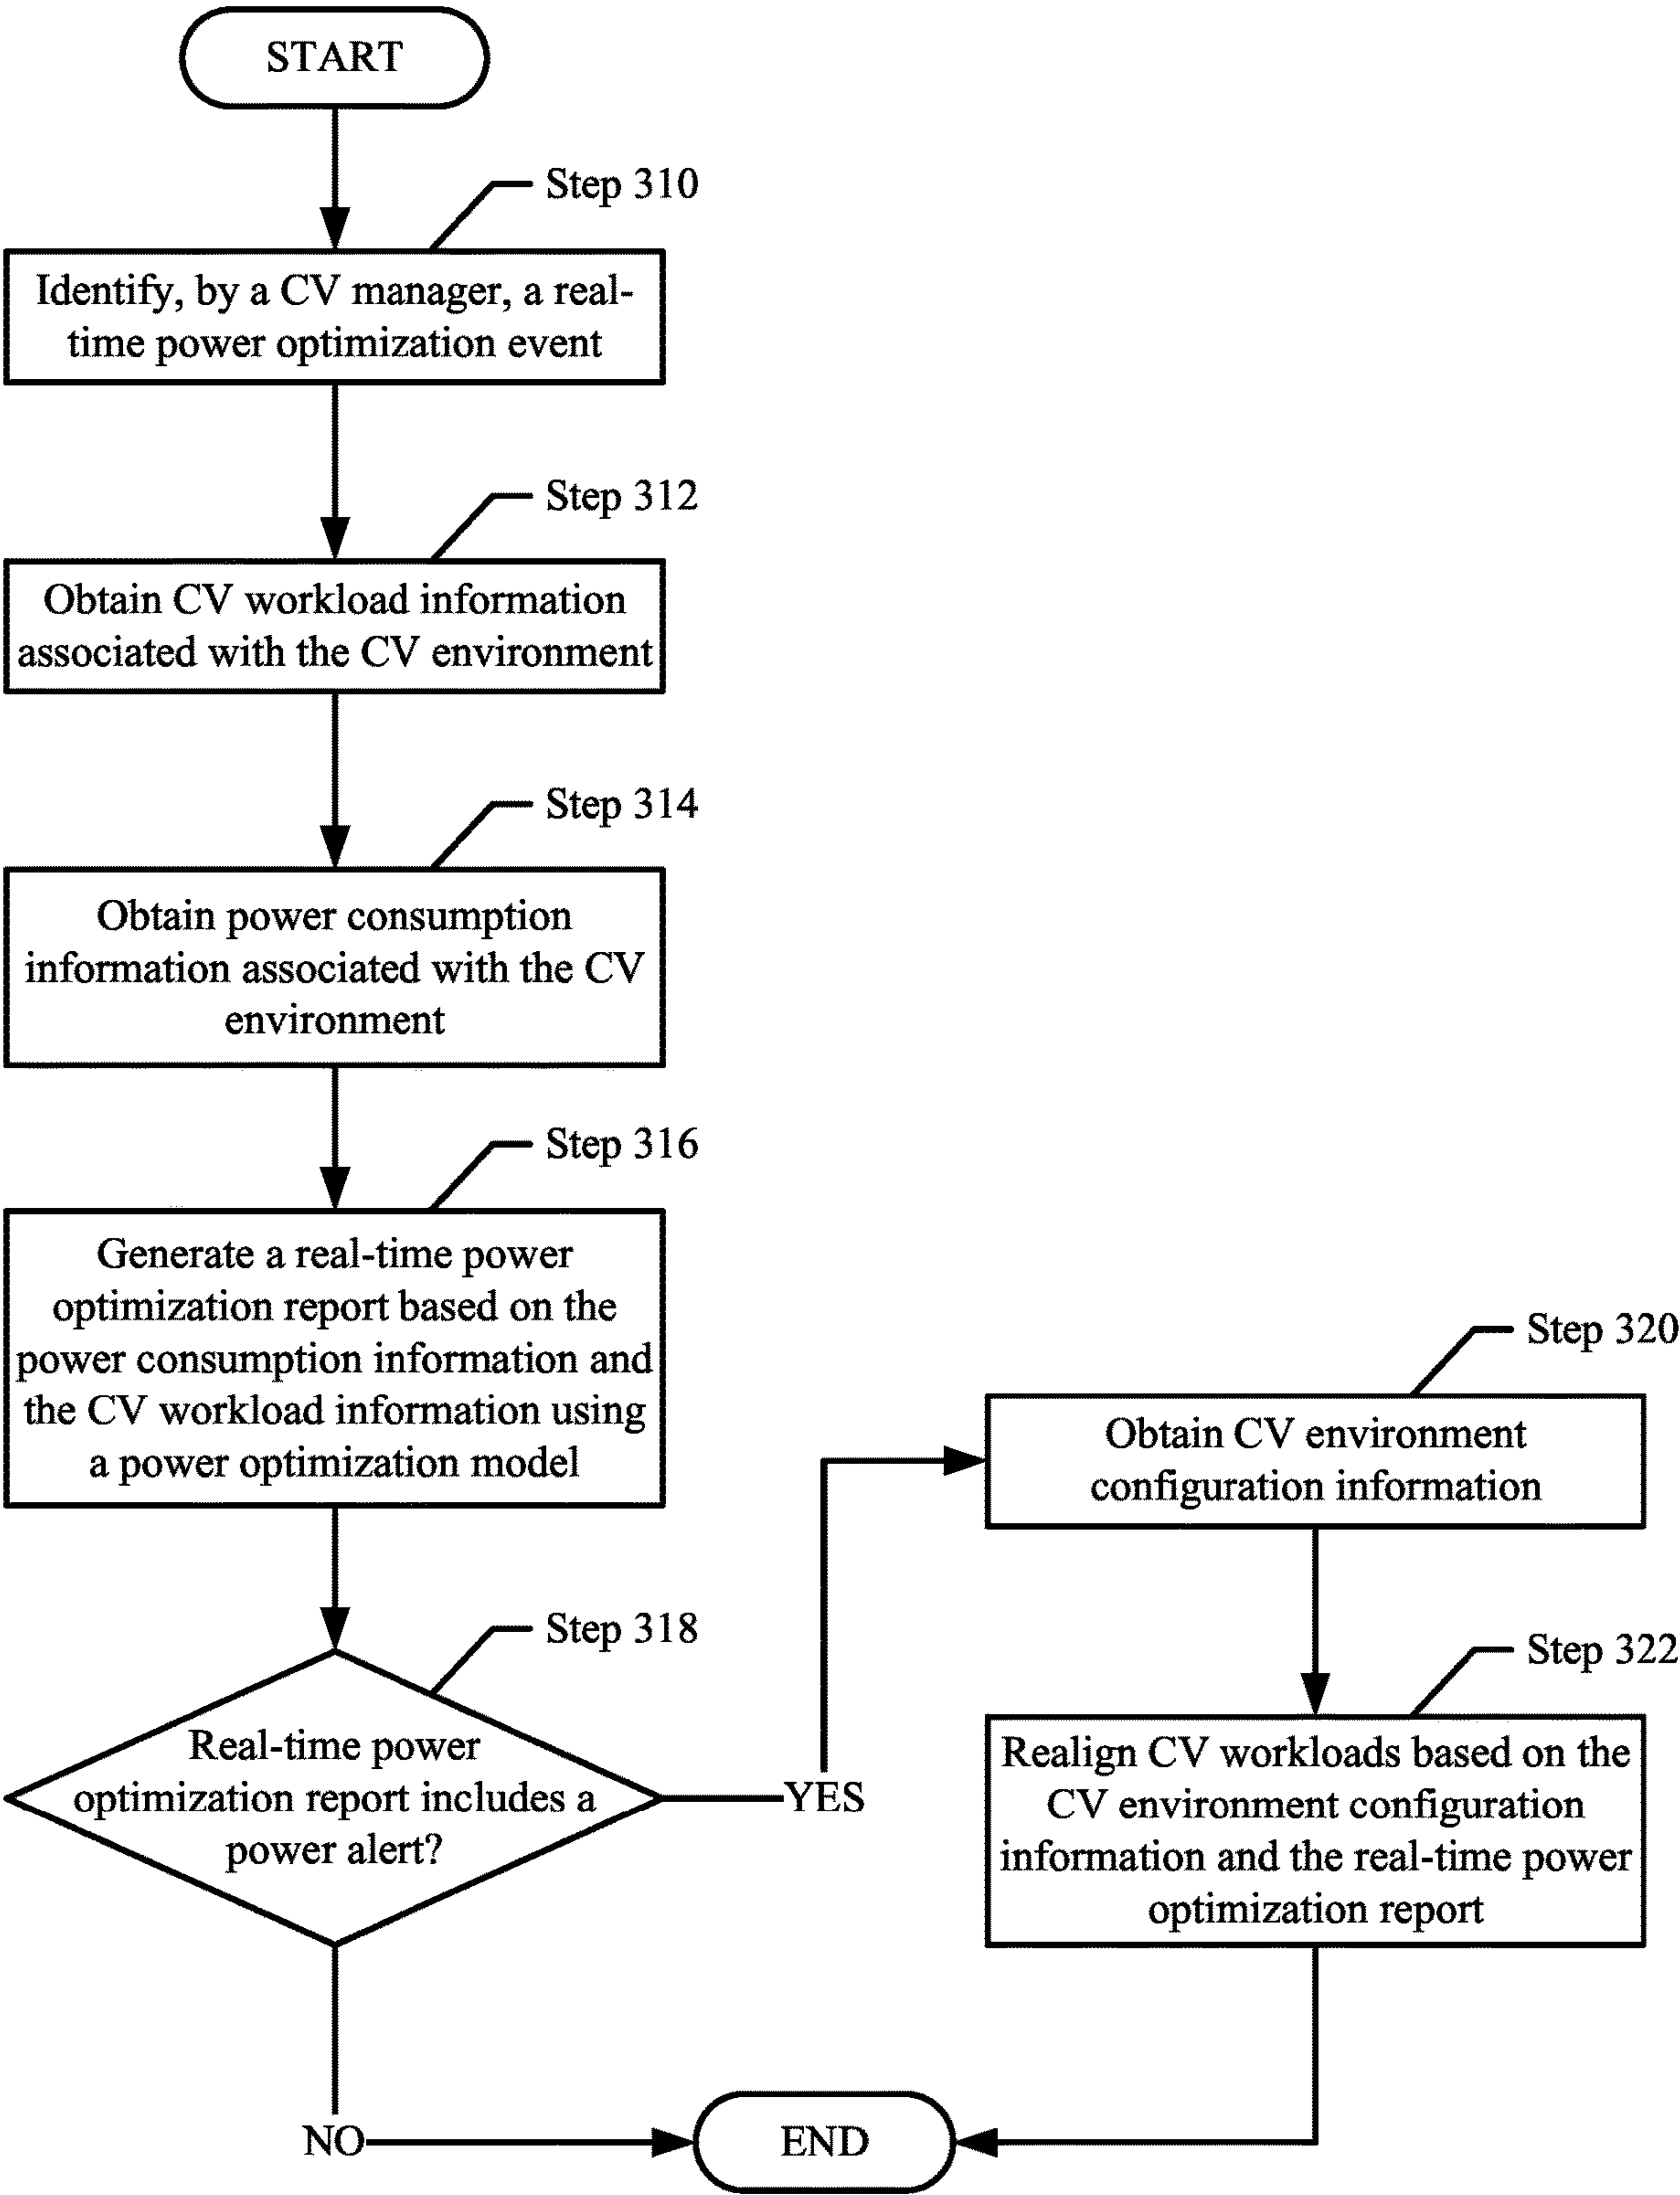 START
Step 310
Identify, by a CV manager, a real-
time power optimization event
Step 312
Obtain CV workload information
associated with the CV environment
Step 314
Obtain power consumption
information associated with the CV
environment
Step 316
Generate a real-time power
optimization report based on the
power consumption information and
the CV workload information using
a power optimization model
Step 318
Real-time power
optimization report includes a
power alert?
YES
NO
Step 320
Obtain CV environment
configuration information
Step 322
Realign CV workloads based on the
CV environment configuration
information and the real-time power
optimization report
END